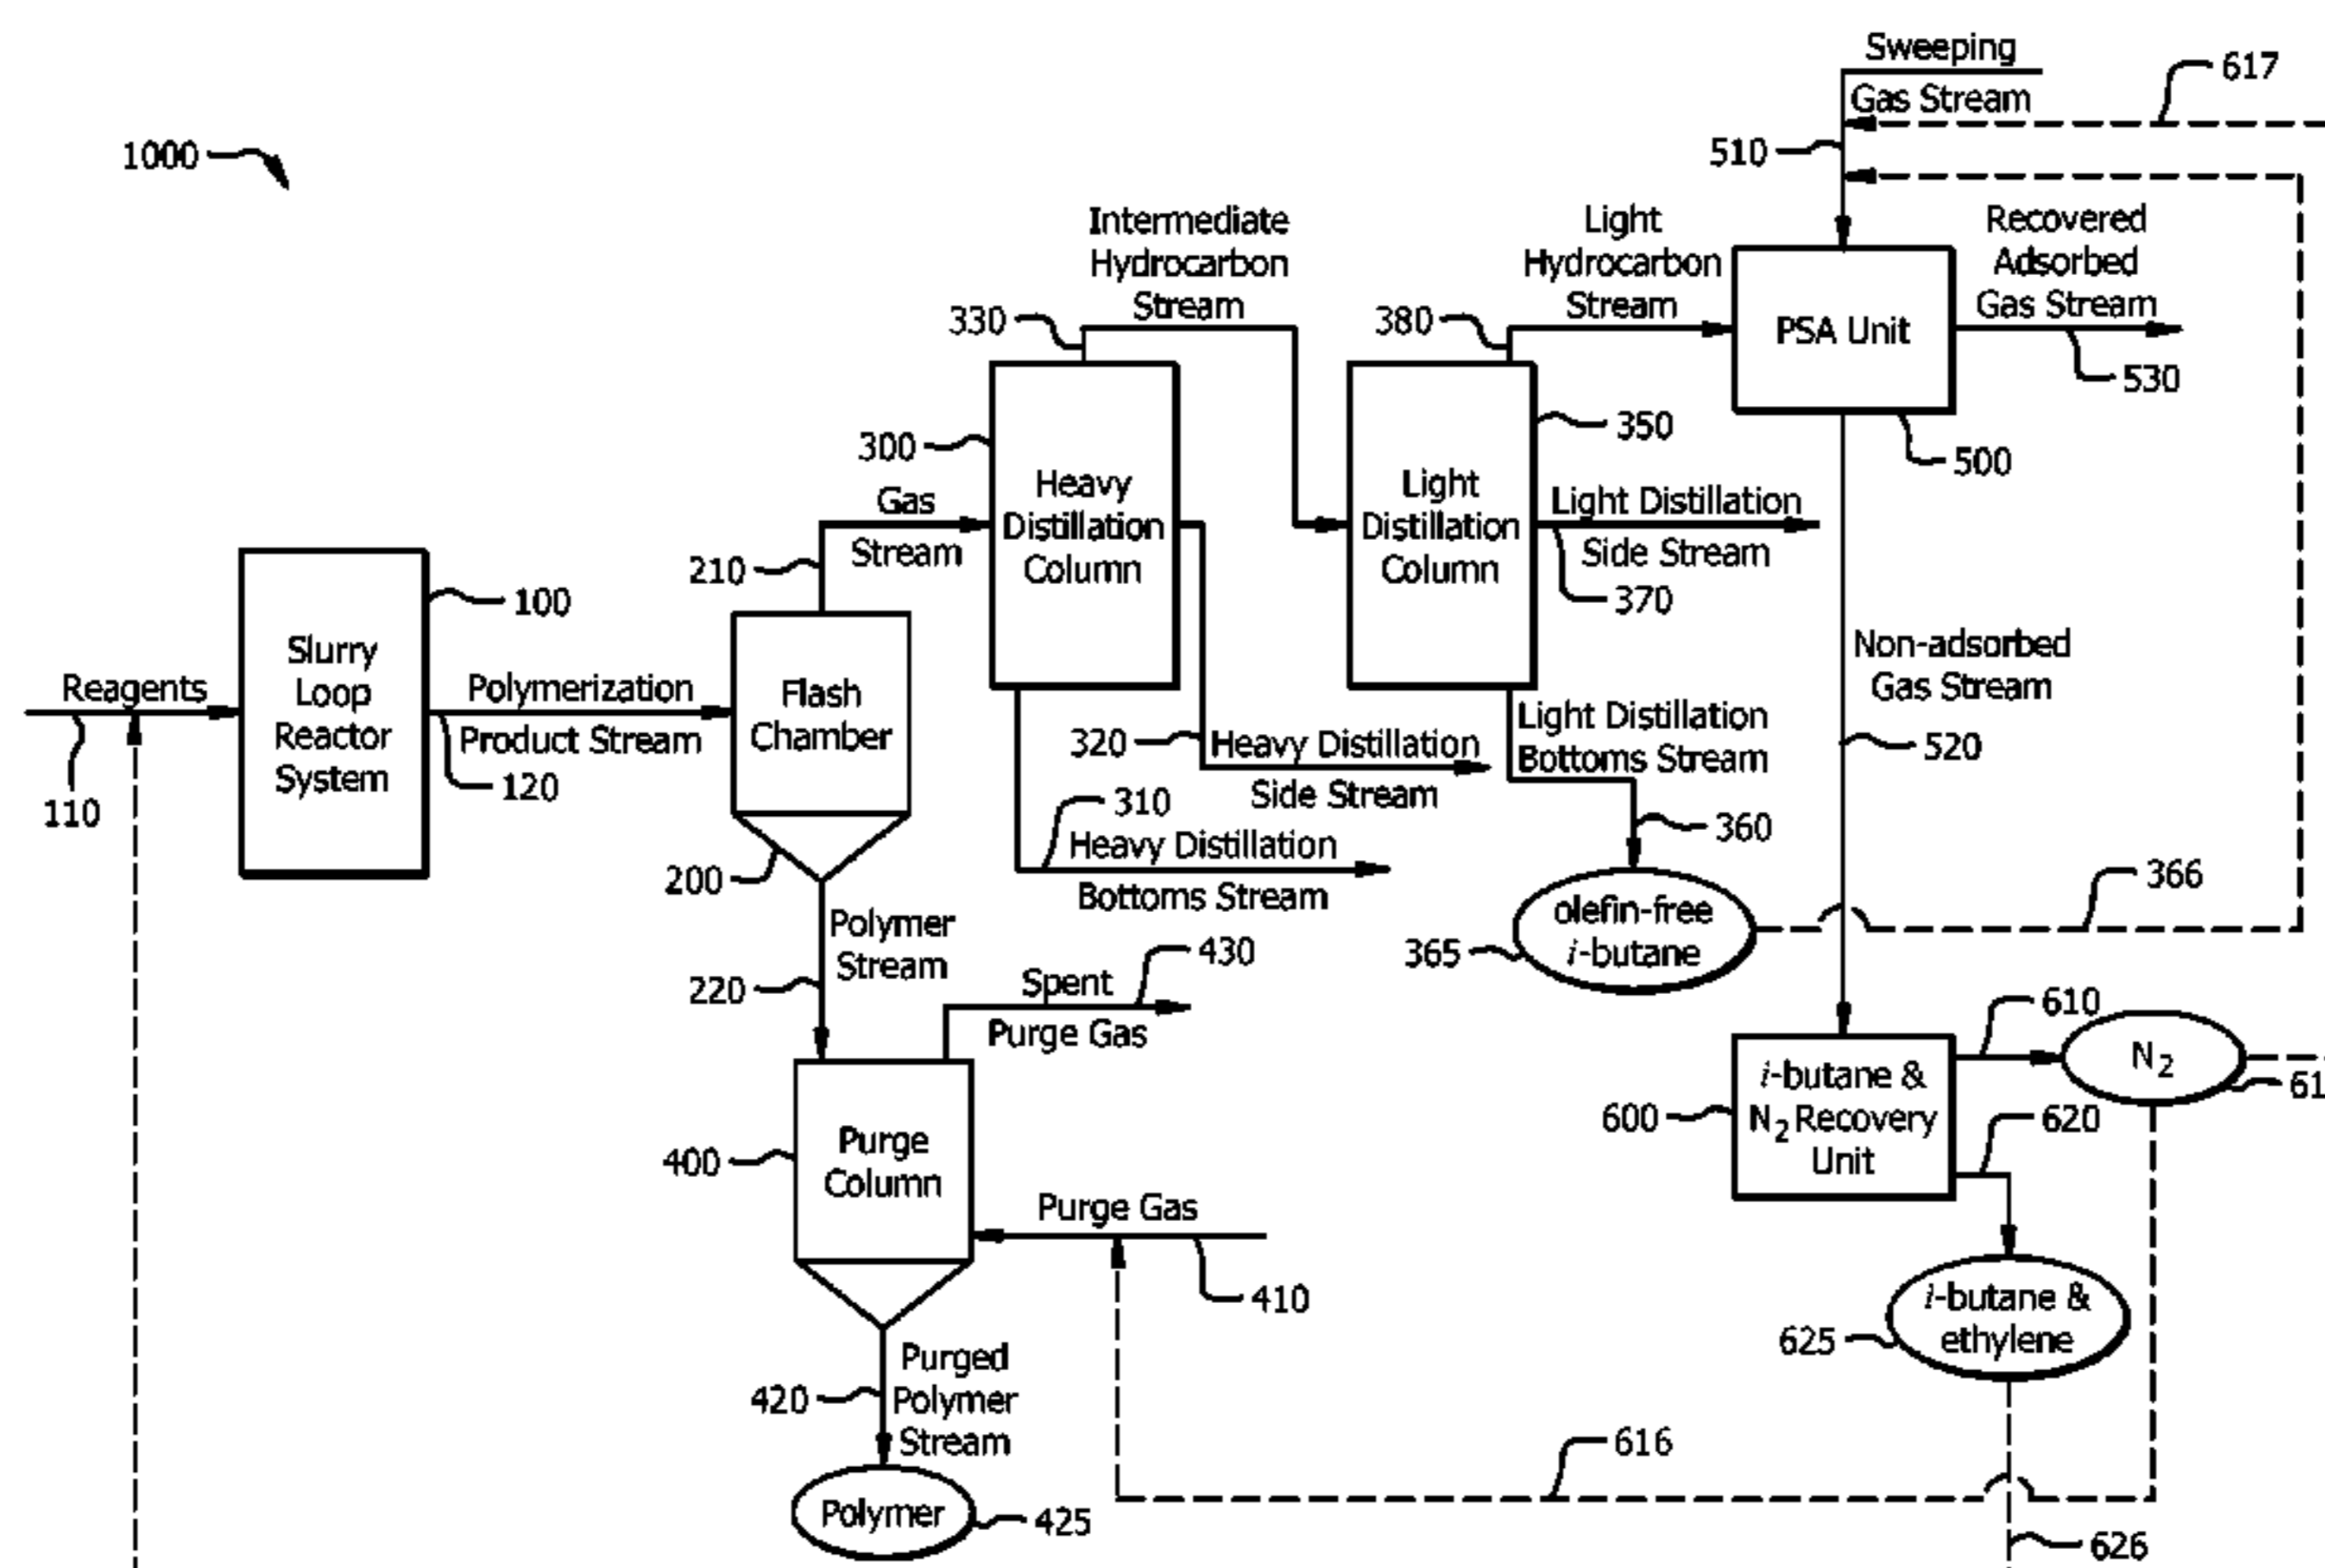 Sweeping
Gas Stream
617
1000
510
Intermediate
Hydrocarbon
Stream
Light
Hydrocarbon
Stream
Recovered
Adsorbed
Gas Stream
330
380
PSA Unit
530
300
350
500
Gas
Stream
210
Heavy
Distillation
Column
Light
Distillation
Column
Light Distillation
Side Stream
370
100
Reagents
110
Slurry
Loop
Reactor
System
Polymerization
Product Stream
120
Flash
Chamber
200
Non-adsorbed
Gas Stream
520
320
Heavy Distillation
Side Stream
Light Distillation
Bottoms Stream
310
Heavy Distillation
Bottoms Stream
360
366
olefin-free
i-butane
365
Polymer
Stream
220
430
Spent
Purge Gas
610
N2
61
i-butane &
N2 Recovery
Unit
600
620
Purge
Column
400
Purge Gas
410
i-butane &
ethylene
625
Purged
Polymer
Stream
420
616
Polymer
425
626